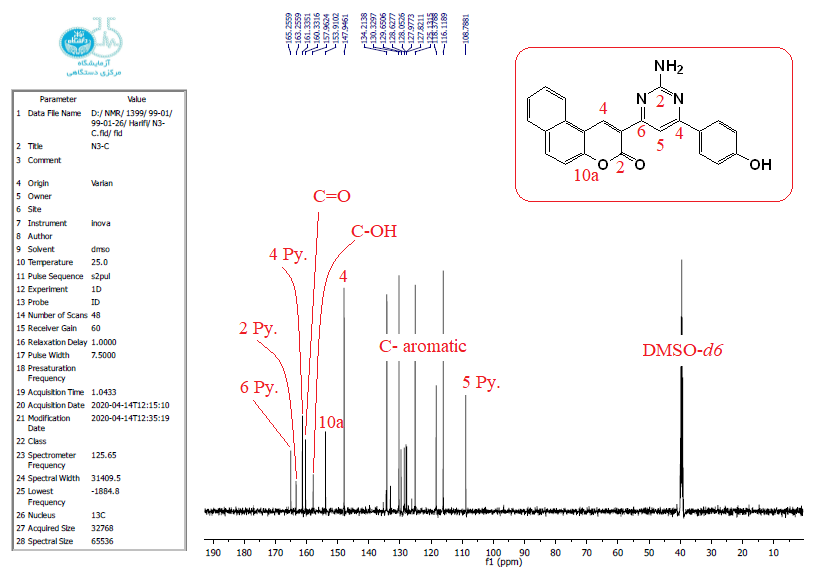 آزمایشگاه
مرکزی دستگاهی
165.2559
163.2559
161.3351
160.3316
157.9624
153.9102
147.9461
134.2138
130.3297
129.6506
128.6277
128.0526
127.9773
127.8211
125.1315
118.3788
116.1189
108.7881
Parameter Value
1 Data File Name D:/ NMR/ 1399/ 99-01/
99-01-26/ Harifi/ N3-
C.fid/ fid
2 Title N3-C
3 Comment
4 Origin Varian
5 Owner
6 Site
7 Instrument inova
8 Author
9 Solvent dmso
10 Temperature 25.0
11 Pulse Sequence s2pul
12 Experiment 1D
13 Probe ID
14 Number of Scans 48
15 Receiver Gain 60
16 Relaxation Delay 1.0000
17 Pulse Width 7.5000
18 Presaturation
Frequency
19 Acquisition Time 1.0433
20 Acquisition Date 2020-04-14T12:15:10
21 Modification 2020-04-14T12:35:19
Date
22 Class
23 Spectrometer 125.65
Frequency
24 Spectral Width 31409.5
25 Lowest -1884.8
Frequency
26 Nucleus 13C
27 Acquired Size 32768
28 Spectral Size 65536
NH2
4 N 2 N
6 5 4
O O OH
10a 2
C=O
C-OH
4 Py.
4
2 Py.
C- aromatic
DMSO-d6
6 Py.
5 Py.
10a
190 180 170 160 150 140 130 120 110 100 90 80 70 60 50 40 30 20 10
f1 (ppm)